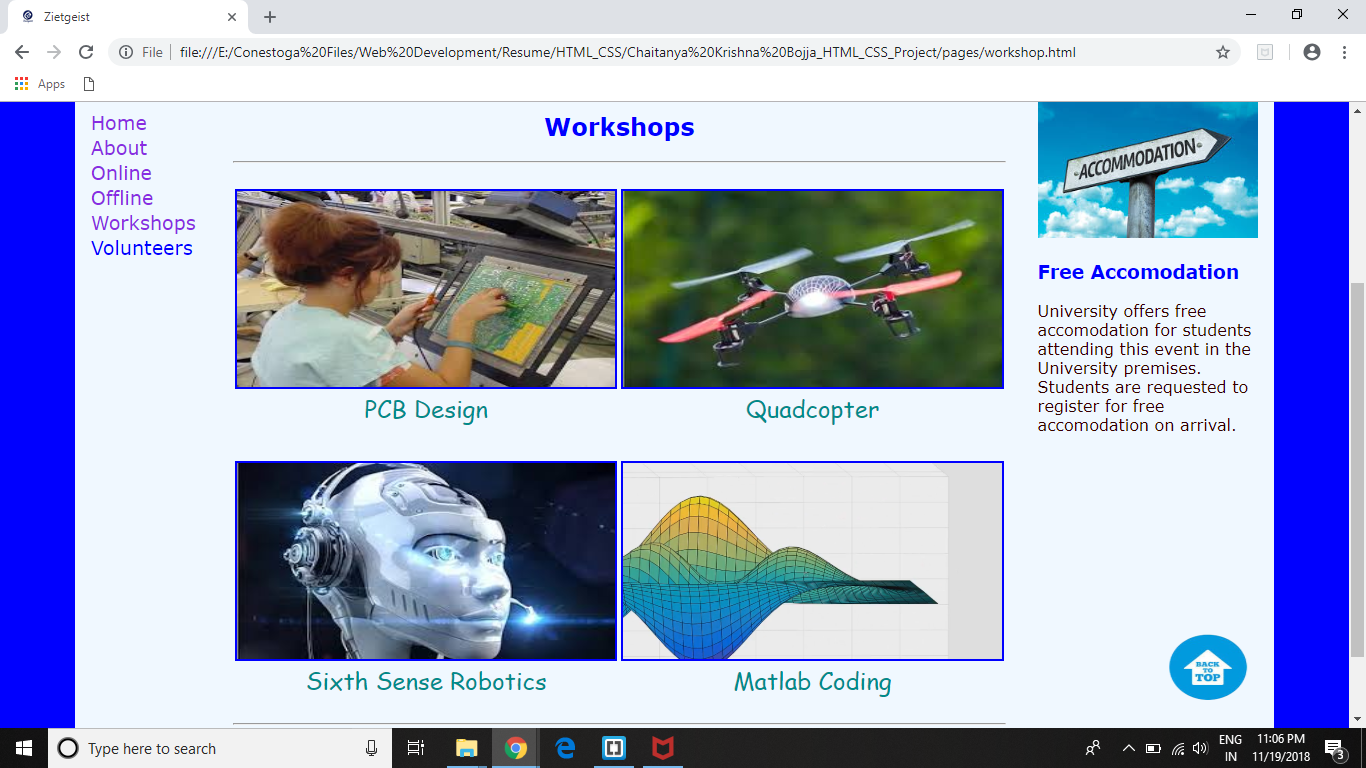 Zietgeist
File
file:///E:/Conestoga%20Files/Web%20Development/Resume/HTML_CSS/Chaitanya%20Krishna%20Bojja_HTML_CSS_Project/pages/workshop.html
Apps
Home
About
Online
Offline
Workshops
Volunteers
Workshops
PCB Design
Quadcopter
Sixth Sense Robotics
Matlab Coding
ACCOMMODATION
Free Accomodation
University offers free
accomodation for students
attending this event in the
University premises.
Students are requested to
register for free
accomodation on arrival.
BACK
TO
TOP
Type here to search
ENG
IN
11:06 PM
11/19/2018
3